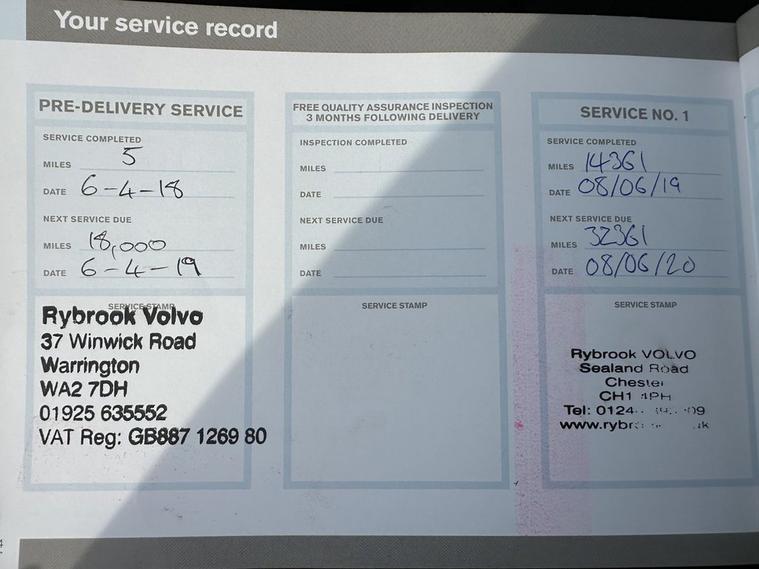 Your service record
PRE-DELIVERY SERVICE
SERVICE COMPLETED
MILES 5
DATE 6-4-18
NEXT SERVICE DUE
MILES 18,000
DATE 6-4-19
SERVICE STAMP
Rybrook Volvo
37 Winwick Road
Warrington
WA2 7DH
01925 635552
VAT Reg: GB887 1269 80
FREE QUALITY ASSURANCE INSPECTION
3 MONTHS FOLLOWING DELIVERY
INSPECTION COMPLETED
MILES
DATE
NEXT SERVICE DUE
MILES
DATE
SERVICE STAMP
SERVICE NO. 1
SERVICE COMPLETED
MILES 14361
DATE 08/06/19
NEXT SERVICE DUE
MILES 32361
DATE 08/06/20
SERVICE STAMP
Rybrook VOLVO
Sealand Road
Chester
CH1 4PH
Tel: